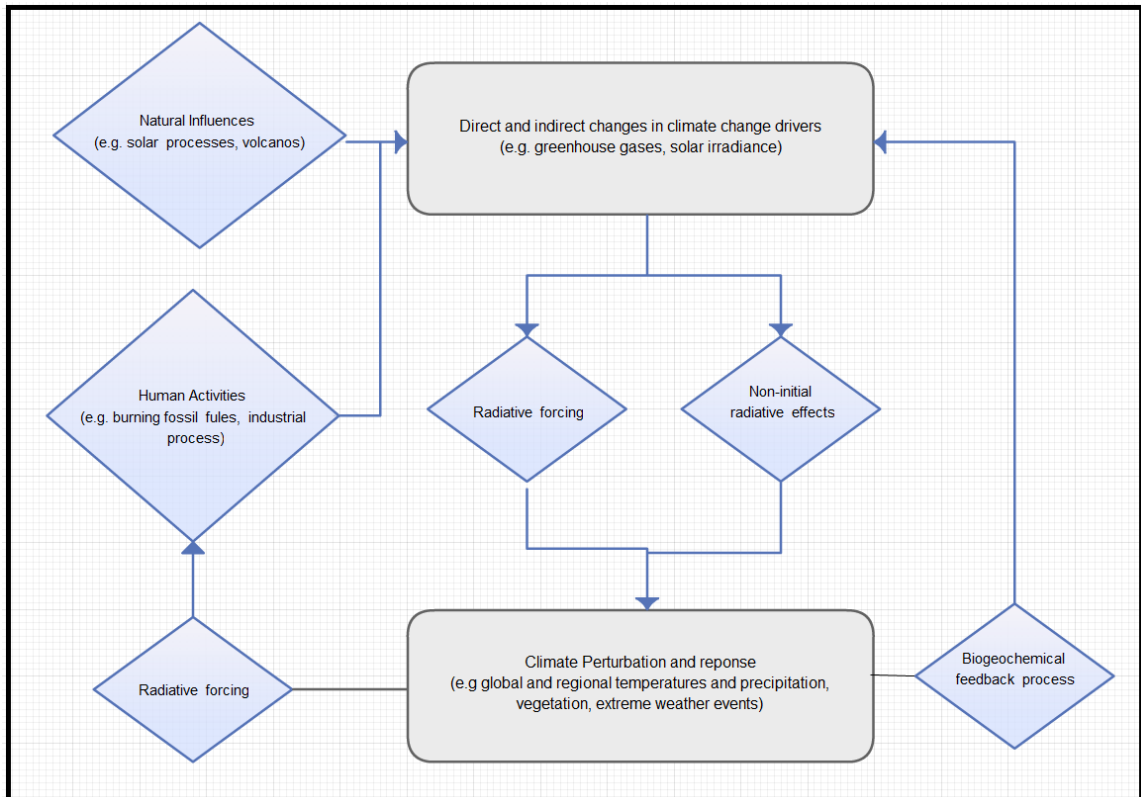 Natural Influences
(e.g. solar processes, volcanos)
Direct and indirect changes in climate change drivers
(e.g. greenhouse gases, solar irradiance)
Human Activities
(e.g. burning fossil fules, industrial
process)
Radiative forcing
Non-initial
radiative effects
Radiative forcing
Climate Perturbation and reponse
(e.g global and regional temperatures and precipitation,
vegetation, extreme weather events)
Biogeochemical
feedback process